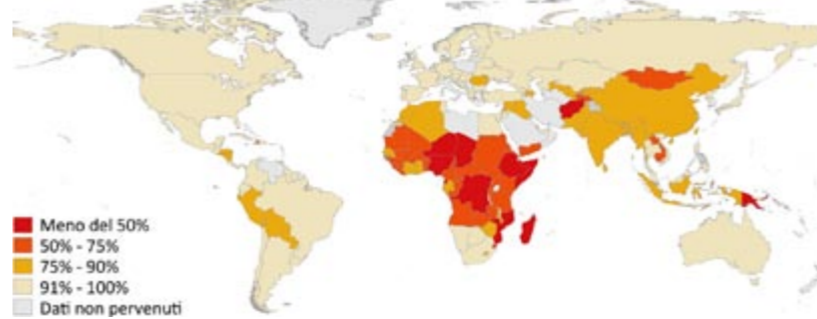 Meno del 50%
50% - 75%
75% - 90%
91% - 100%
Dati non pervenuti